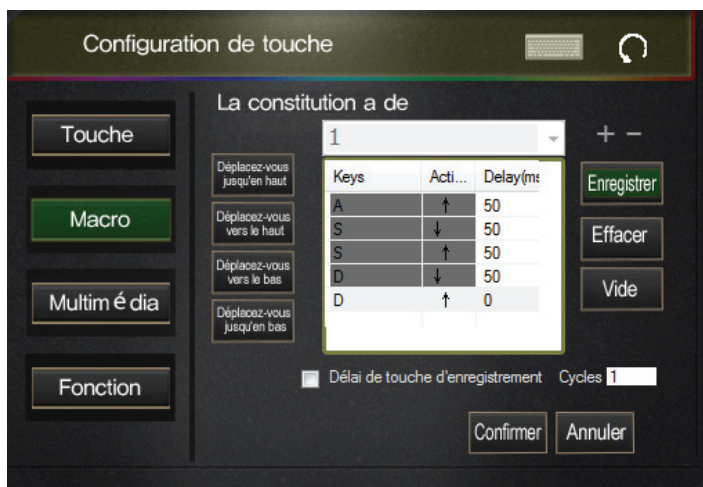 Configuration de touche
La constitution a de
Touche
1
+ -
Déplacez-vous
jusqu'en haut
Keys Acti... Delay(ms
Enregistrer
A ↑ 50
Macro
Déplacez-vous
vers le haut
S ↓ 50
Effacer
S ↑ 50
Déplacez-vous
vers le bas
D ↓ 50
Vide
Multim é dia
D ↑ 0
Déplacez-vous
jusqu'en bas
Fonction
Délai de touche d'enregistrement Cycles 1
Confirmer Annuler